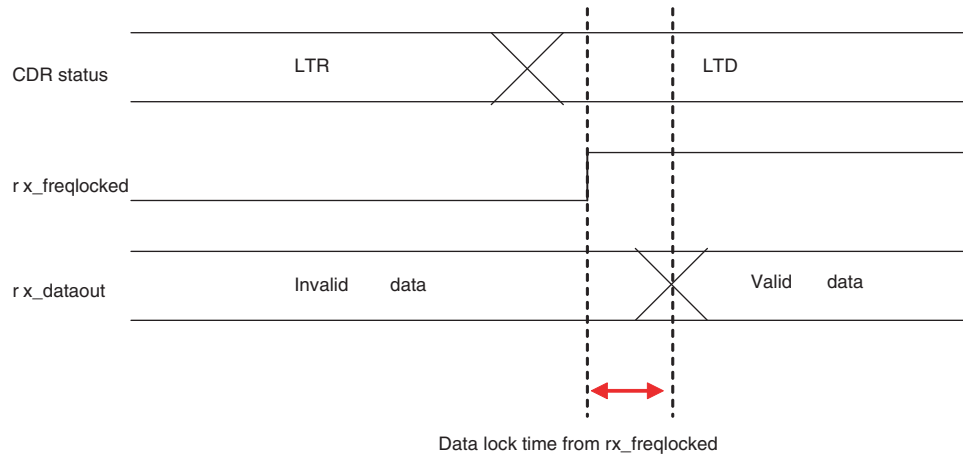 CDR status
LTR
LTD
r x_freqlocked
r x_dataout
Invalid data
Valid data
Data lock time from rx_freqlocked